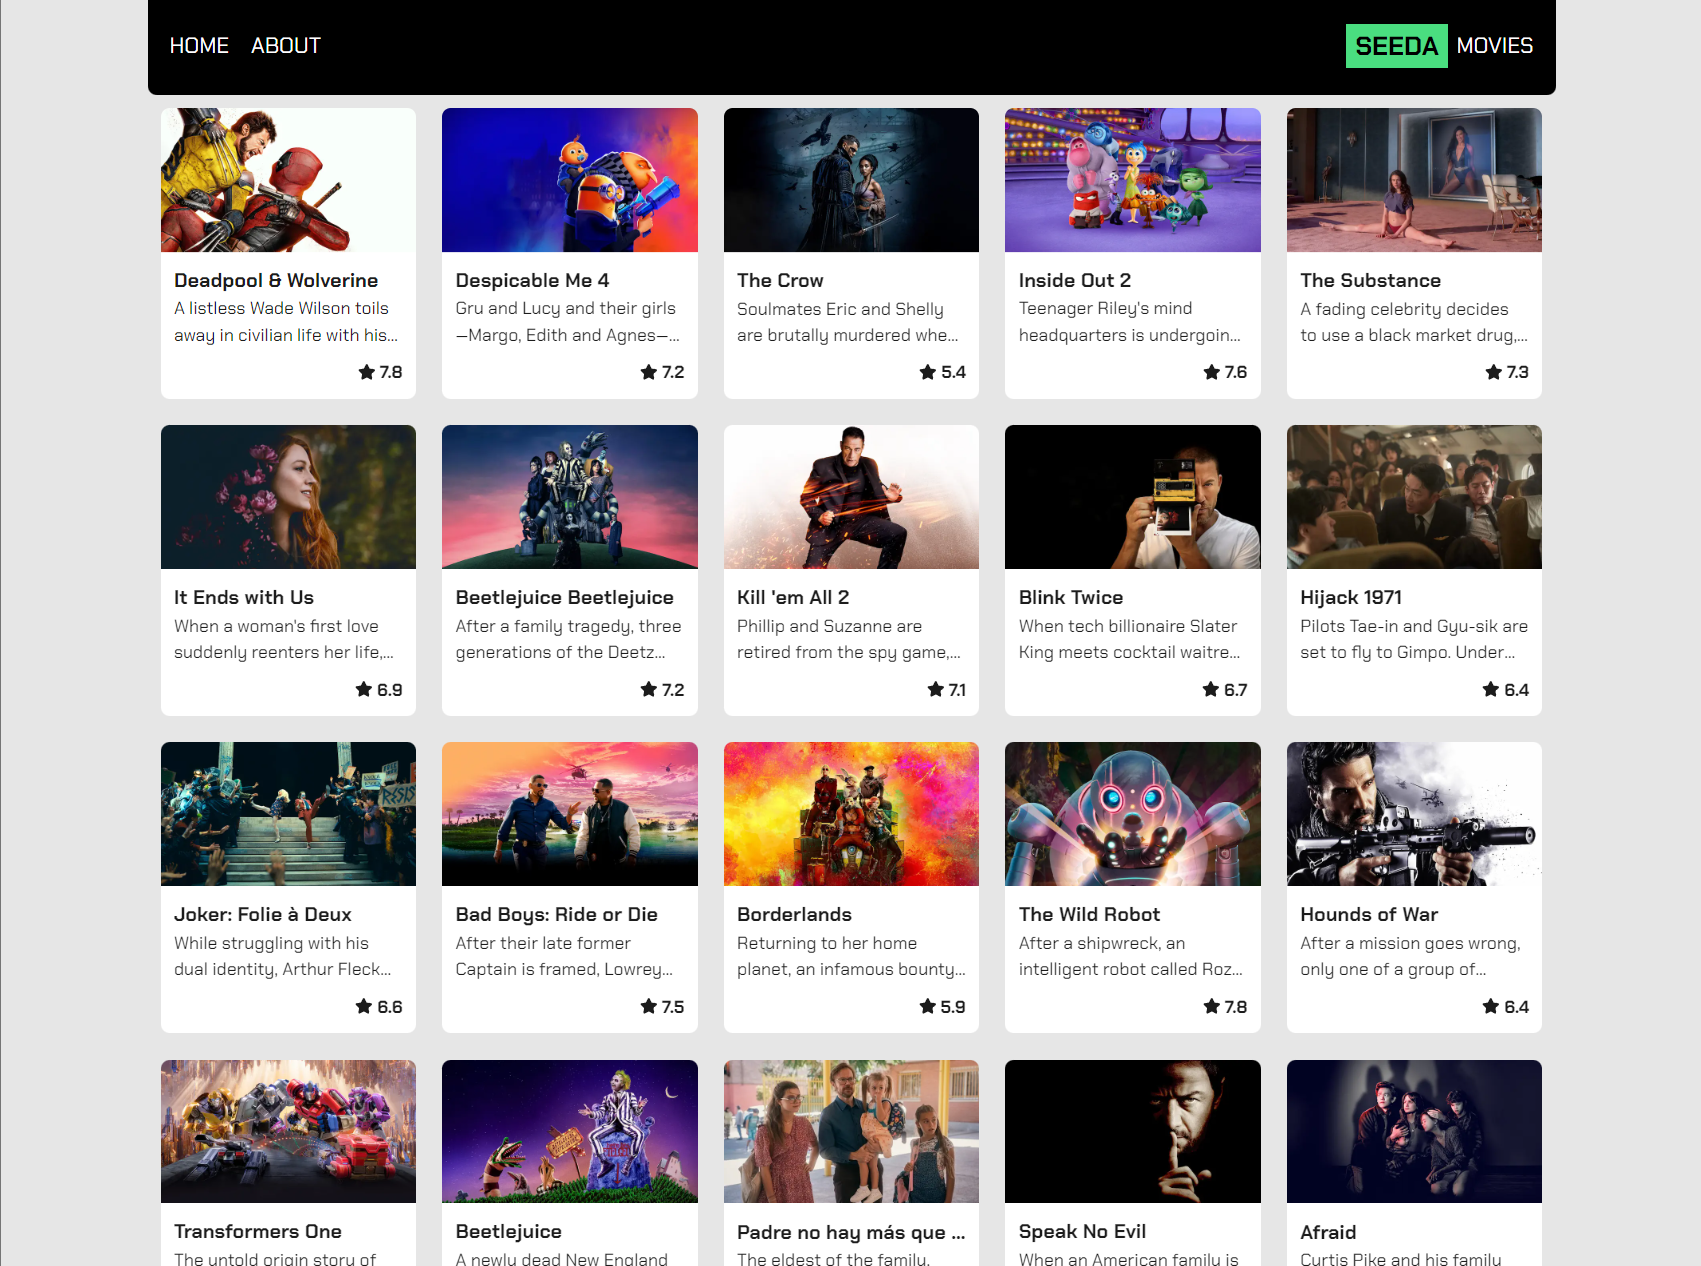 HOME ABOUT SEEDA MOVIES
Deadpool & Wolverine
A listless Wade Wilson toils
away in civilian life with his...
7.8
Despicable Me 4
Gru and Lucy and their girls
—Margo, Edith and Agnes—...
7.2
The Crow
Soulmates Eric and Shelly
are brutally murdered whe...
5.4
Inside Out 2
Teenager Riley's mind
headquarters is undergoin...
7.6
The Substance
A fading celebrity decides
to use a black market drug,...
7.3
It Ends with Us
When a woman's first love
suddenly reenters her life,...
6.9
Beetlejuice Beetlejuice
After a family tragedy, three
generations of the Deetz...
7.2
Kill 'em All 2
Phillip and Suzanne are
retired from the spy game,...
7.1
Blink Twice
When tech billionaire Slater
King meets cocktail waitre...
6.7
Hijack 1971
Pilots Tae-in and Gyu-sik are
set to fly to Gimpo. Under...
6.4
RESIS
Joker: Folie à Deux
While struggling with his
dual identity, Arthur Fleck...
6.6
Bad Boys: Ride or Die
After their late former
Captain is framed, Lowrey...
7.5
Borderlands
Returning to her home
planet, an infamous bounty...
5.9
The Wild Robot
After a shipwreck, an
intelligent robot called Roz...
7.8
Hounds of War
After a mission goes wrong,
only one of a group of...
6.4
Transformers One
The untold origin story of
Beetlejuice
A newly dead New England
Padre no hay más que ...
The eldest of the family,
Speak No Evil
When an American family is
Afraid
Curtis Pike and his family